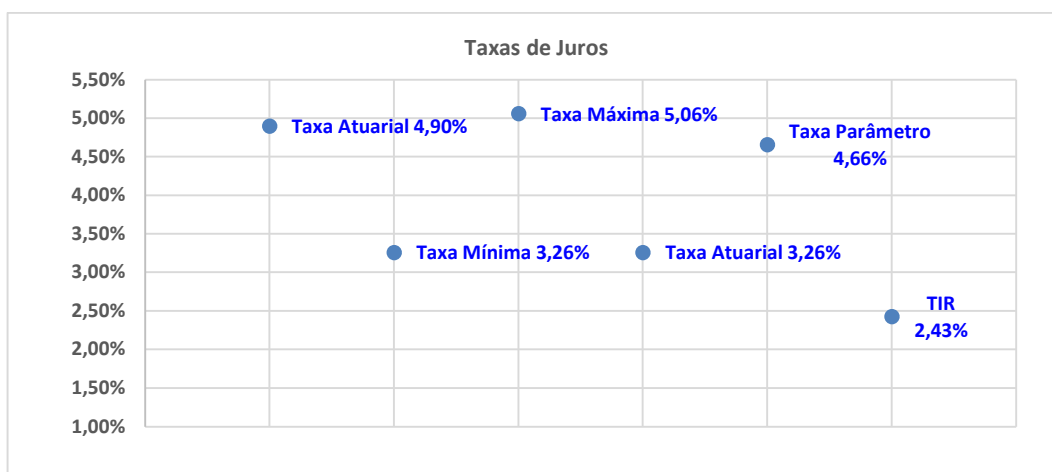 Taxas de Juros
5,50%
5,00%
4,50%
4,00%
3,50%
3,00%
2,50%
2,00%
1,50%
1,00%
Taxa Atuarial 4,90%
Taxa Mínima 3,26%
Taxa Máxima 5,06%
Taxa Atuarial 3,26%
Taxa Parâmetro
4,66%
TIR
2,43%